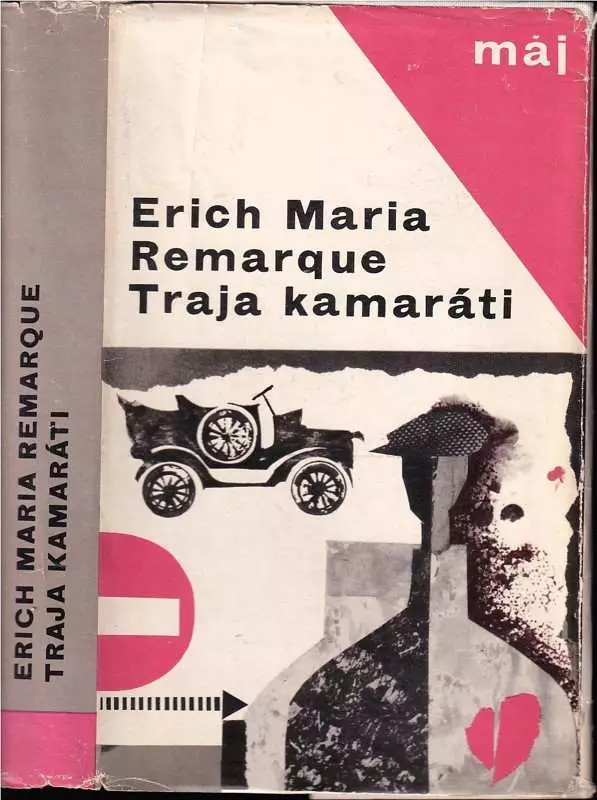 máj
Erich Maria
Remarque
Traja kamaráti
ERICH MARIA REMARQUE
TRAJA KAMARÁTI